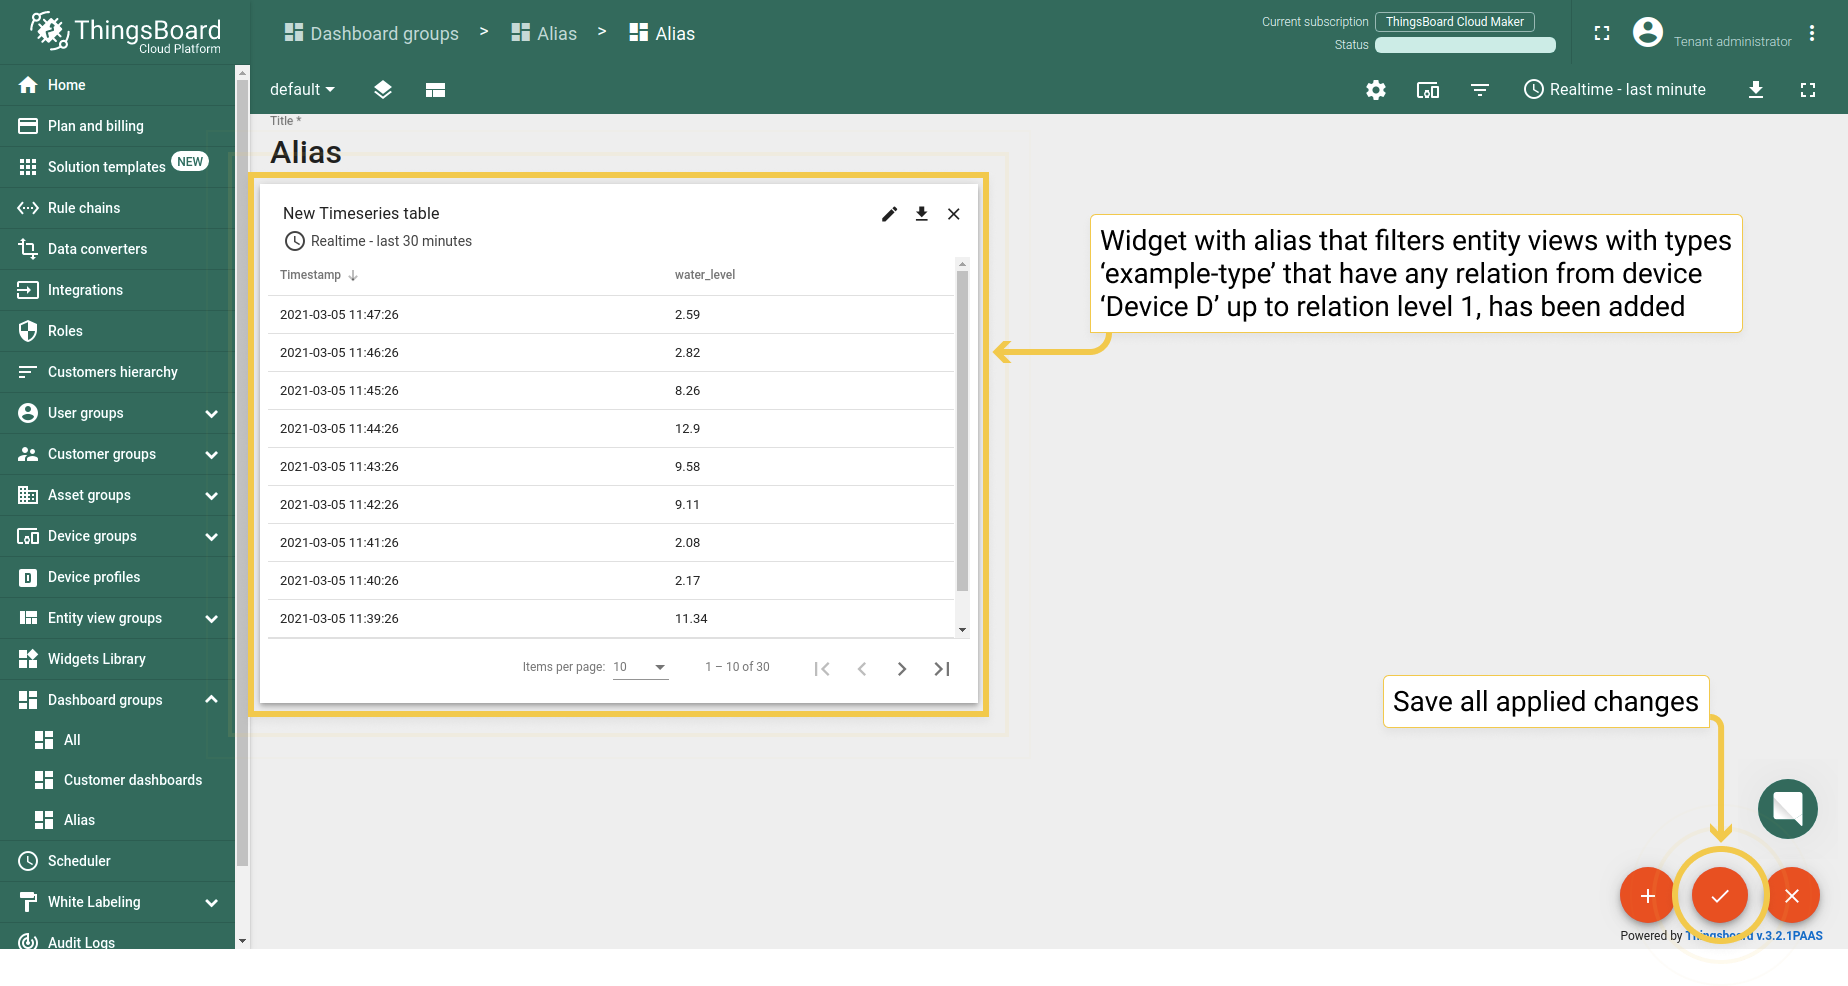 ThingsBoard
Cloud Platform
Dashboard groups > Alias > Alias
Current subscription ThingsBoard Cloud Maker
Status
Tenant administrator
default
Realtime - last minute
Home
Plan and billing
Solution templates NEW
Rule chains
Data converters
Integrations
Roles
Customers hierarchy
User groups
Customer groups
Asset groups
Device groups
Device profiles
Entity view groups
Widgets Library
Dashboard groups
All
Customer dashboards
Alias
Scheduler
White Labeling
Audit Logs
Title *
Alias
New Timeseries table
Realtime - last 30 minutes
Timestamp water_level
2021-03-05 11:47:26 2.59
2021-03-05 11:46:26 2.82
2021-03-05 11:45:26 8.26
2021-03-05 11:44:26 12.9
2021-03-05 11:43:26 9.58
2021-03-05 11:42:26 9.11
2021-03-05 11:41:26 2.08
2021-03-05 11:40:26 2.17
2021-03-05 11:39:26 11.34
Items per page: 10 1 – 10 of 30
Widget with alias that filters entity views with types
‘example-type’ that have any relation from device
‘Device D’ up to relation level 1, has been added
Save all applied changes
Powered by Thingsboard v.3.2.1PAAS